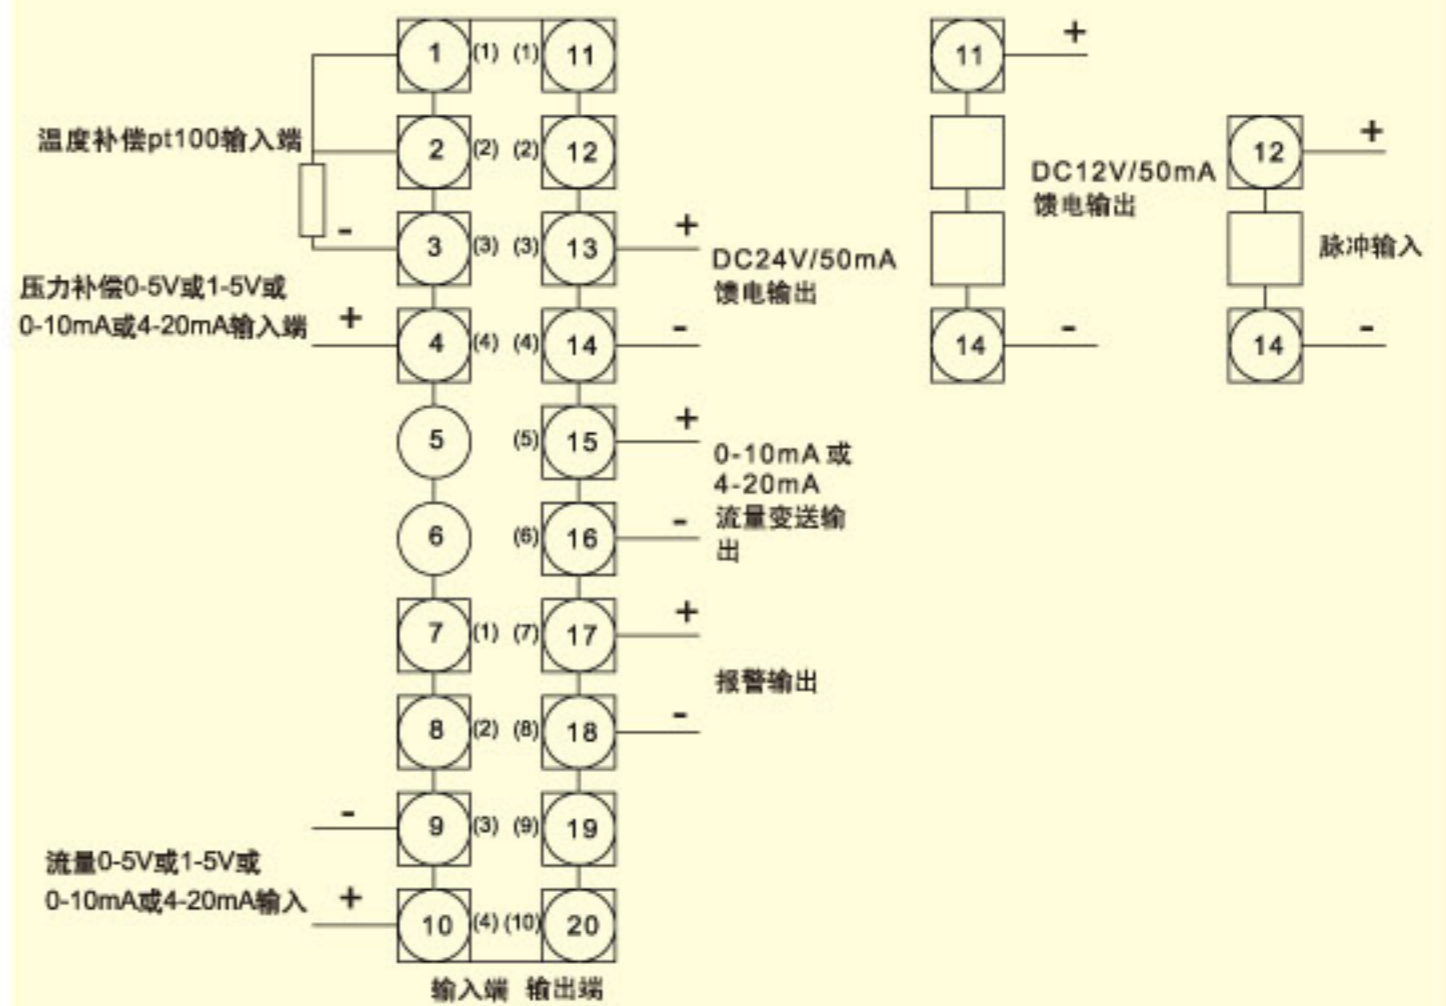 1 (1) (1) 11
温度补偿pt100输入端
2 (2) (2) 12
-
3 (3) (3) 13 +
DC24V/50mA
馈电输出
压力补偿0-5V或1-5V或
0-10mA或4-20mA输入端 +
4 (4) (4) 14 -
5 (5) 15 +
0-10mA 或
4-20mA
流量变送输
出
6 (6) 16 -
7 (1) (7) 17 +
报警输出
8 (2) (8) 18 -
-
9 (3) (9) 19
流量0-5V或1-5V或
0-10mA或4-20mA输入 +
10 (4) (10) 20
输入端 输出端
11 +
DC12V/50mA
馈电输出
14 -
12 +
脉冲输入
14 -